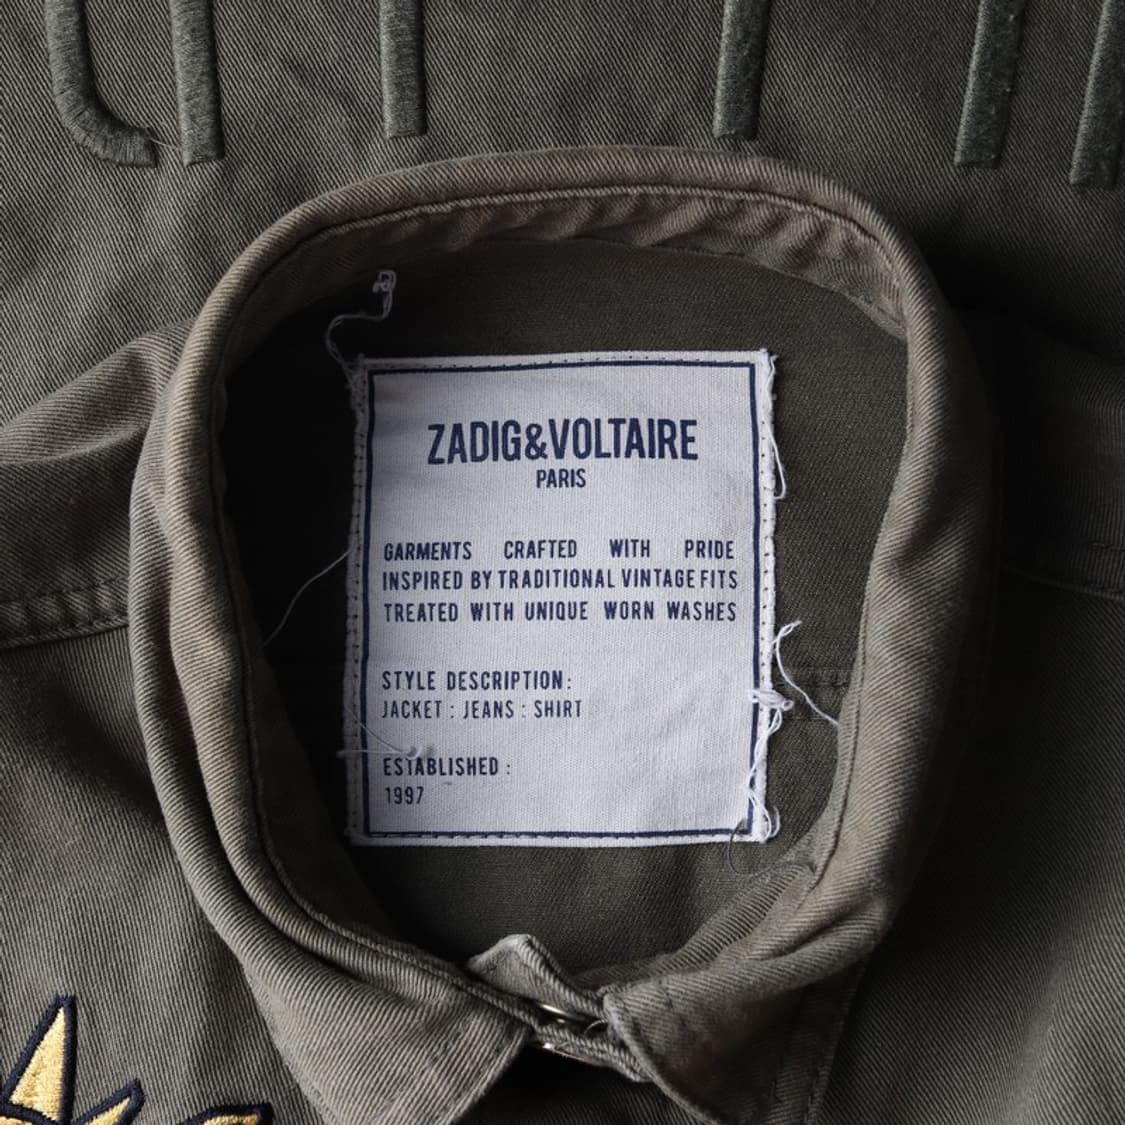 ZADIG&VOLTAIRE
PARIS
GARMENTS CRAFTED WITH PRIDE
INSPIRED BY TRADITIONAL VINTAGE FITS
TREATED WITH UNIQUE WORN WASHES
STYLE DESCRIPTION:
JACKET : JEANS : SHIRT
ESTABLISHED :
1997